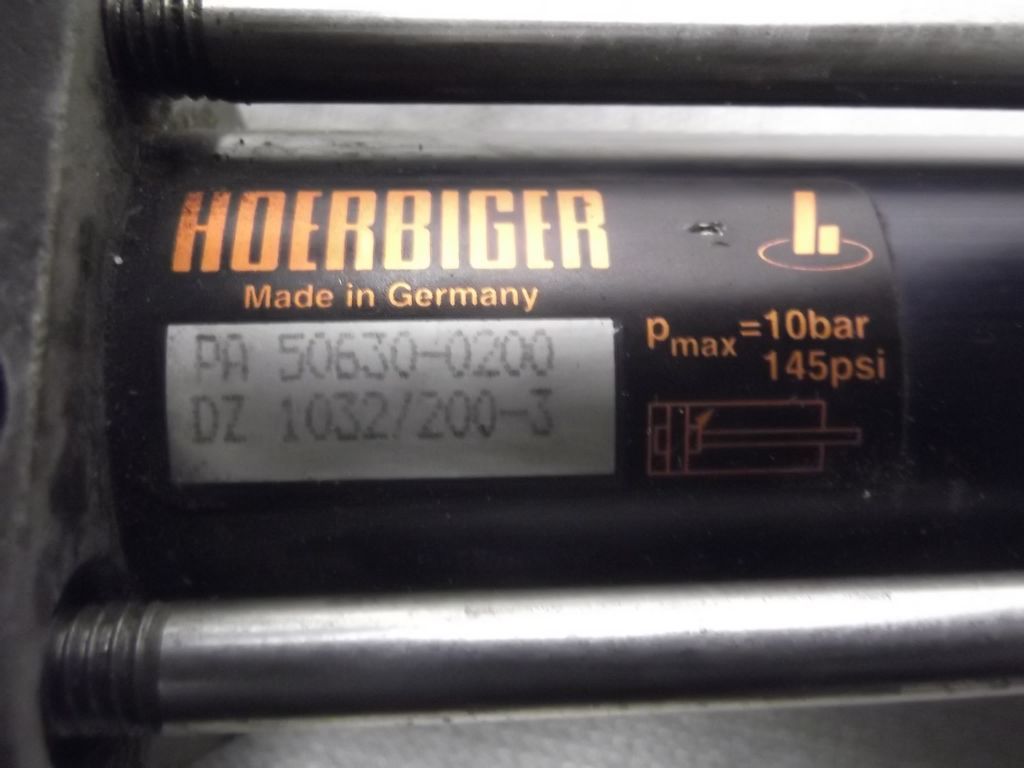 HOERBIGER
Made in Germany
PA 50630-0200
DZ 1032/200-3
pmax=10bar
145psi